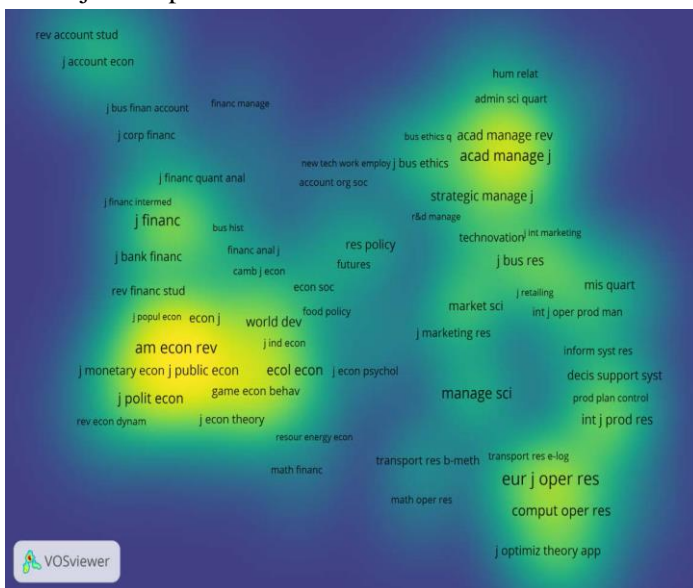 rev account stud
j account econ
hum relat
admin sci quart
j bus finan account
financ manage
j corp financ
bus ethics q
acad manage rev
acad manage j
new tech work employ
j bus ethics
j financ quant anal
account org soc
strategic manage j
j financ intermed
j financ
r&d manage
bus hist
technovation
j int marketing
financ anal j
res policy
j bank financ
camb j econ
futures
j bus res
rev financ stud
econ soc
mis quart
j retailing
market sci
int j oper prod man
j popul econ
econ j
world dev
food policy
j marketing res
am econ rev
j ind econ
inform syst res
j monetary econ
j public econ
ecol econ
j econ psychol
decis support syst
j polit econ
game econ behav
manage sci
prod plan control
rev econ dynam
j econ theory
int j prod res
resour energy econ
math financ
transport res b-meth
transport res e-log
eur j oper res
math oper res
comput oper res
j optimiz theory app
VOSviewer